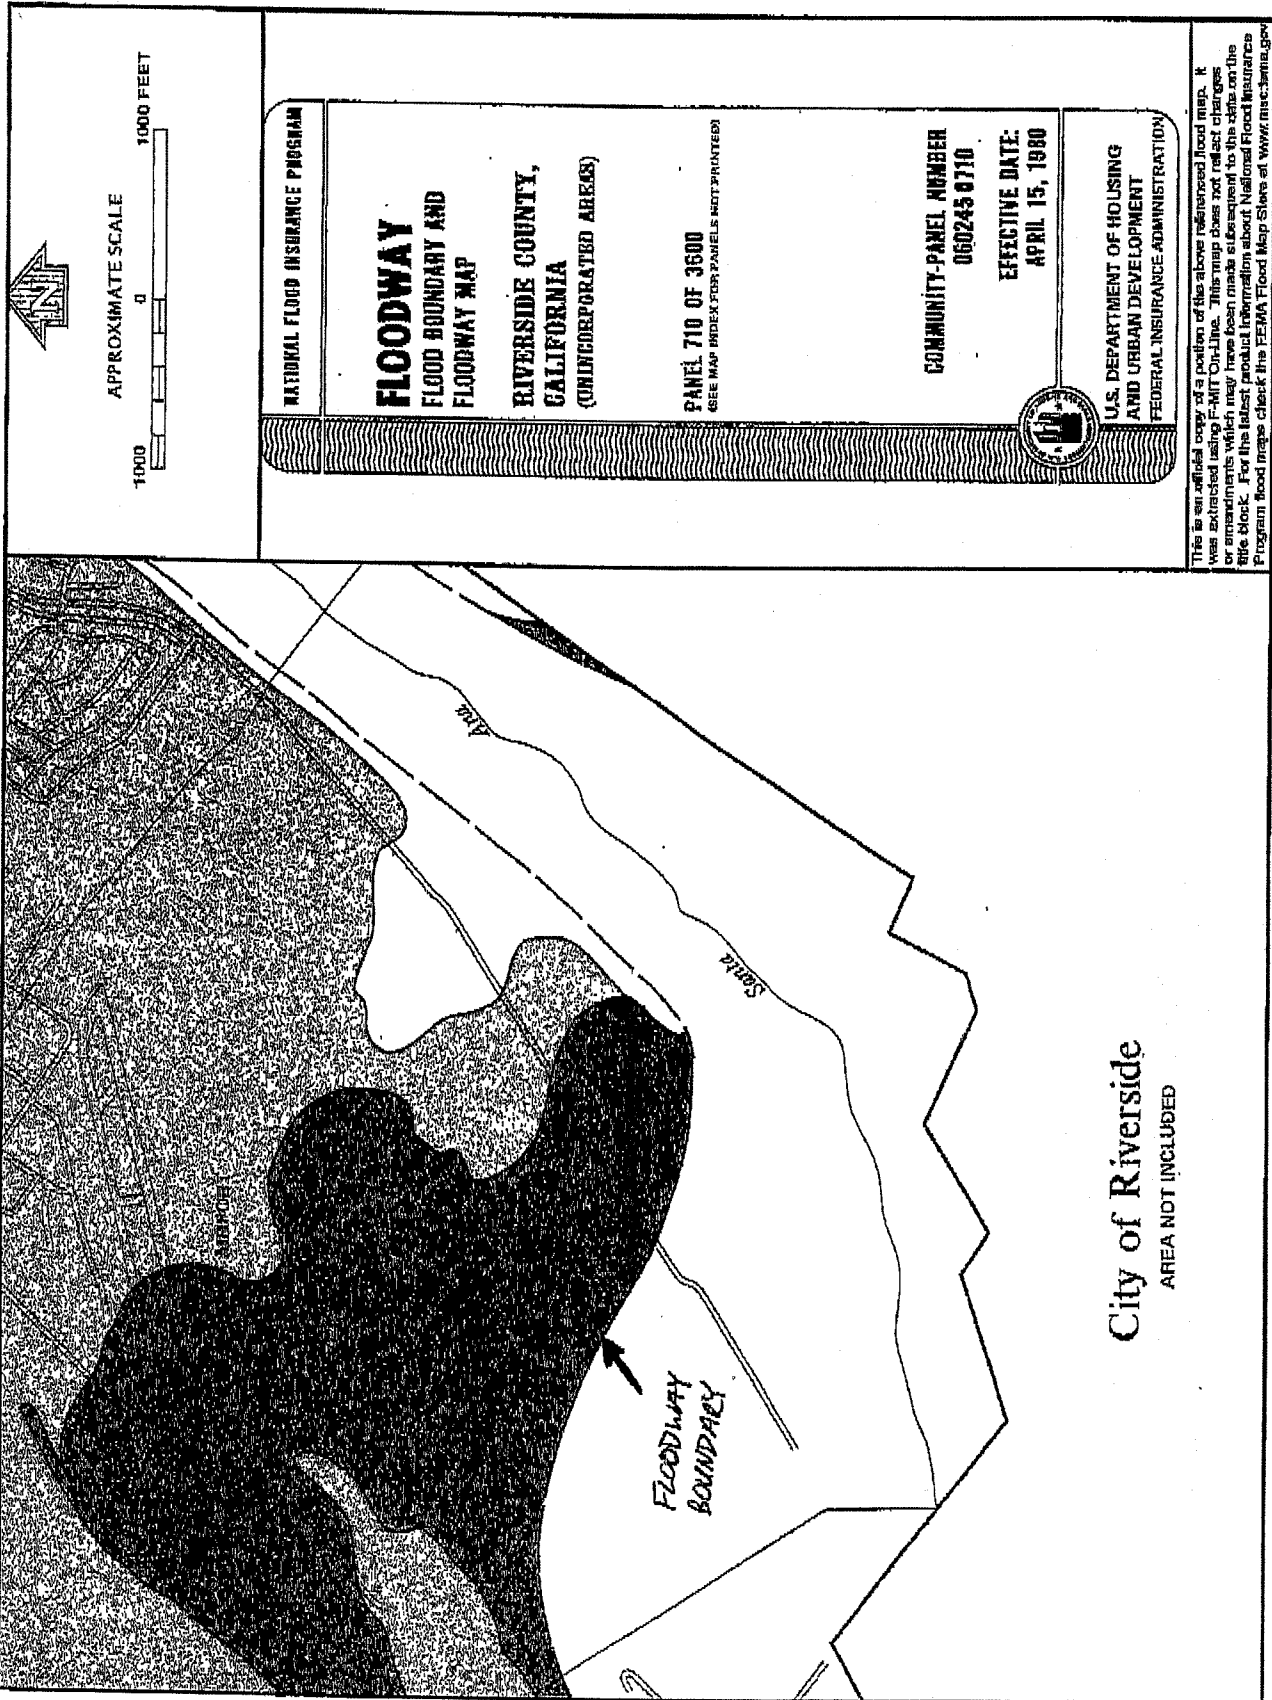 APPROXIMATE SCALE
1000
0
1000 FEET
NATIONAL FLOOD INSURANCE PROGRAM
FLOODWAY
FLOOD BOUNDARY AND
FLOODWAY MAP
RIVERSIDE COUNTY,
CALIFORNIA
(UNINCORPORATED AREAS)
PANEL 710 OF 3600
(SEE MAP INDEX FOR PANELS NOT PRINTED)
COMMUNITY-PANEL NUMBER
060245 0710
EFFECTIVE DATE:
APRIL 15, 1980
U.S. DEPARTMENT OF HOUSING
AND URBAN DEVELOPMENT
FEDERAL INSURANCE ADMINISTRATION
This is an official copy of a portion of the above referenced flood map. It
was extracted using F-MIT On-Line. This map does not reflect changes
or amendments which may have been made subsequent to the date on the
title block. For the latest product information about National Flood Insurance
Program flood maps check the FEMA Flood Map Store at www.msc.fema.gov
Santa
Ana
FLOODWAY
BOUNDARY
City of Riverside
AREA NOT INCLUDED